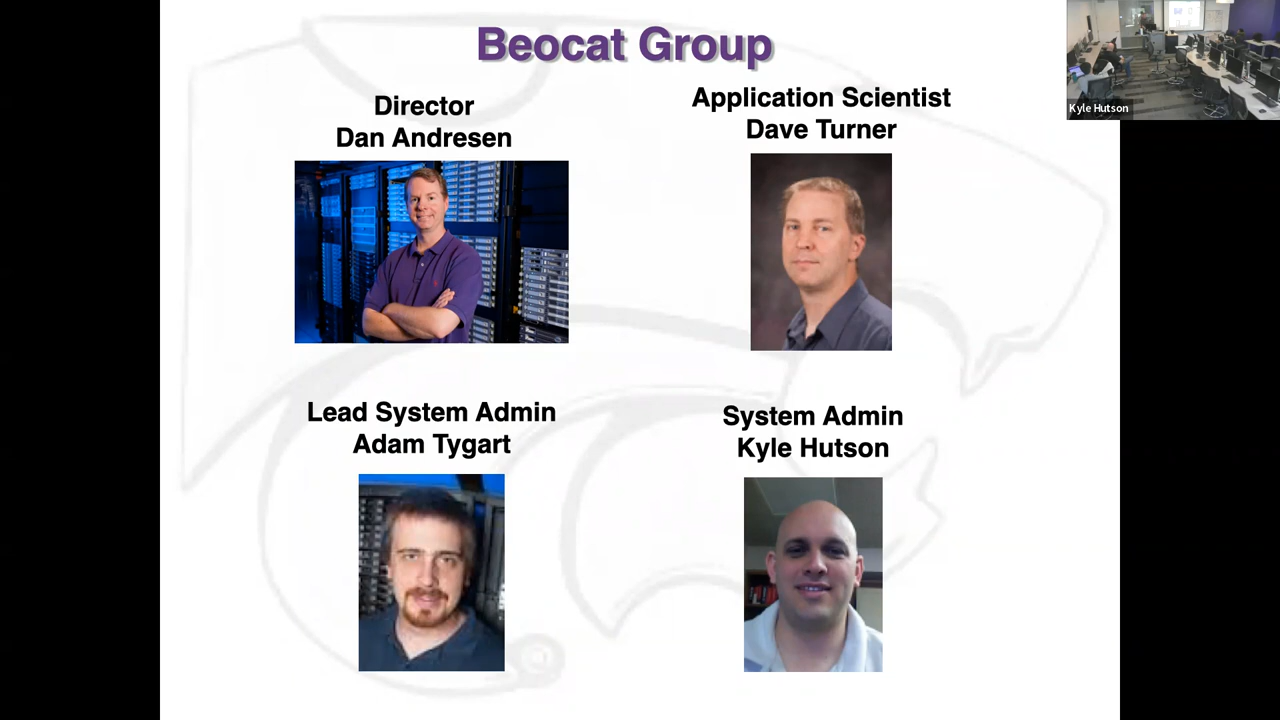 Beocat Group
Director
Dan Andresen
Application Scientist
Dave Turner
Lead System Admin
Adam Tygart
System Admin
Kyle Hutson
Kyle Hutson